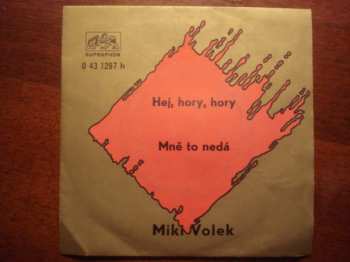 SUPRAPHON
0 43 1297 h
Hej, hory, hory
Mně to nedá
Miki Volek